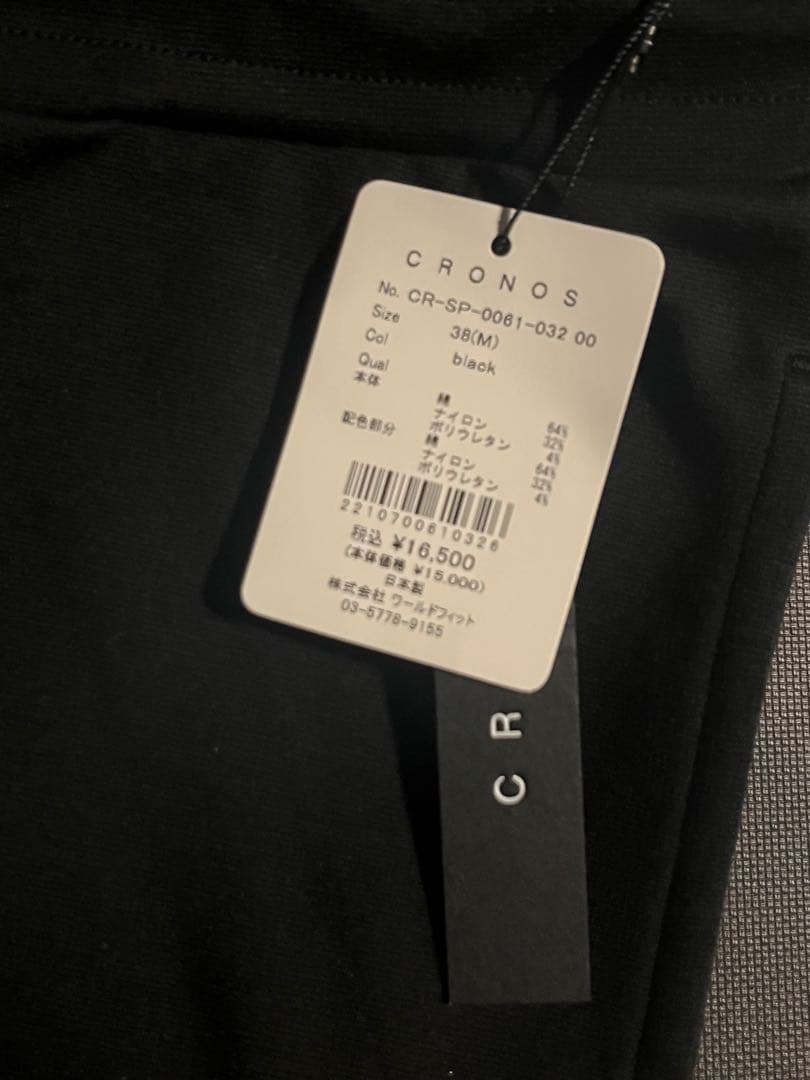 CRONOS
No. CR-SP-0061-032 00
Size 38(M)
Col black
Qual
本体
綿 64%
ナイロン 32%
ポリウレタン 4%
配色部分 綿 64%
ナイロン 32%
ポリウレタン 4%
2210700610326
税込 ¥16,500
(本体価格 ¥15,000)
日本製
株式会社 ワールドフィット
03-5778-9155
CR